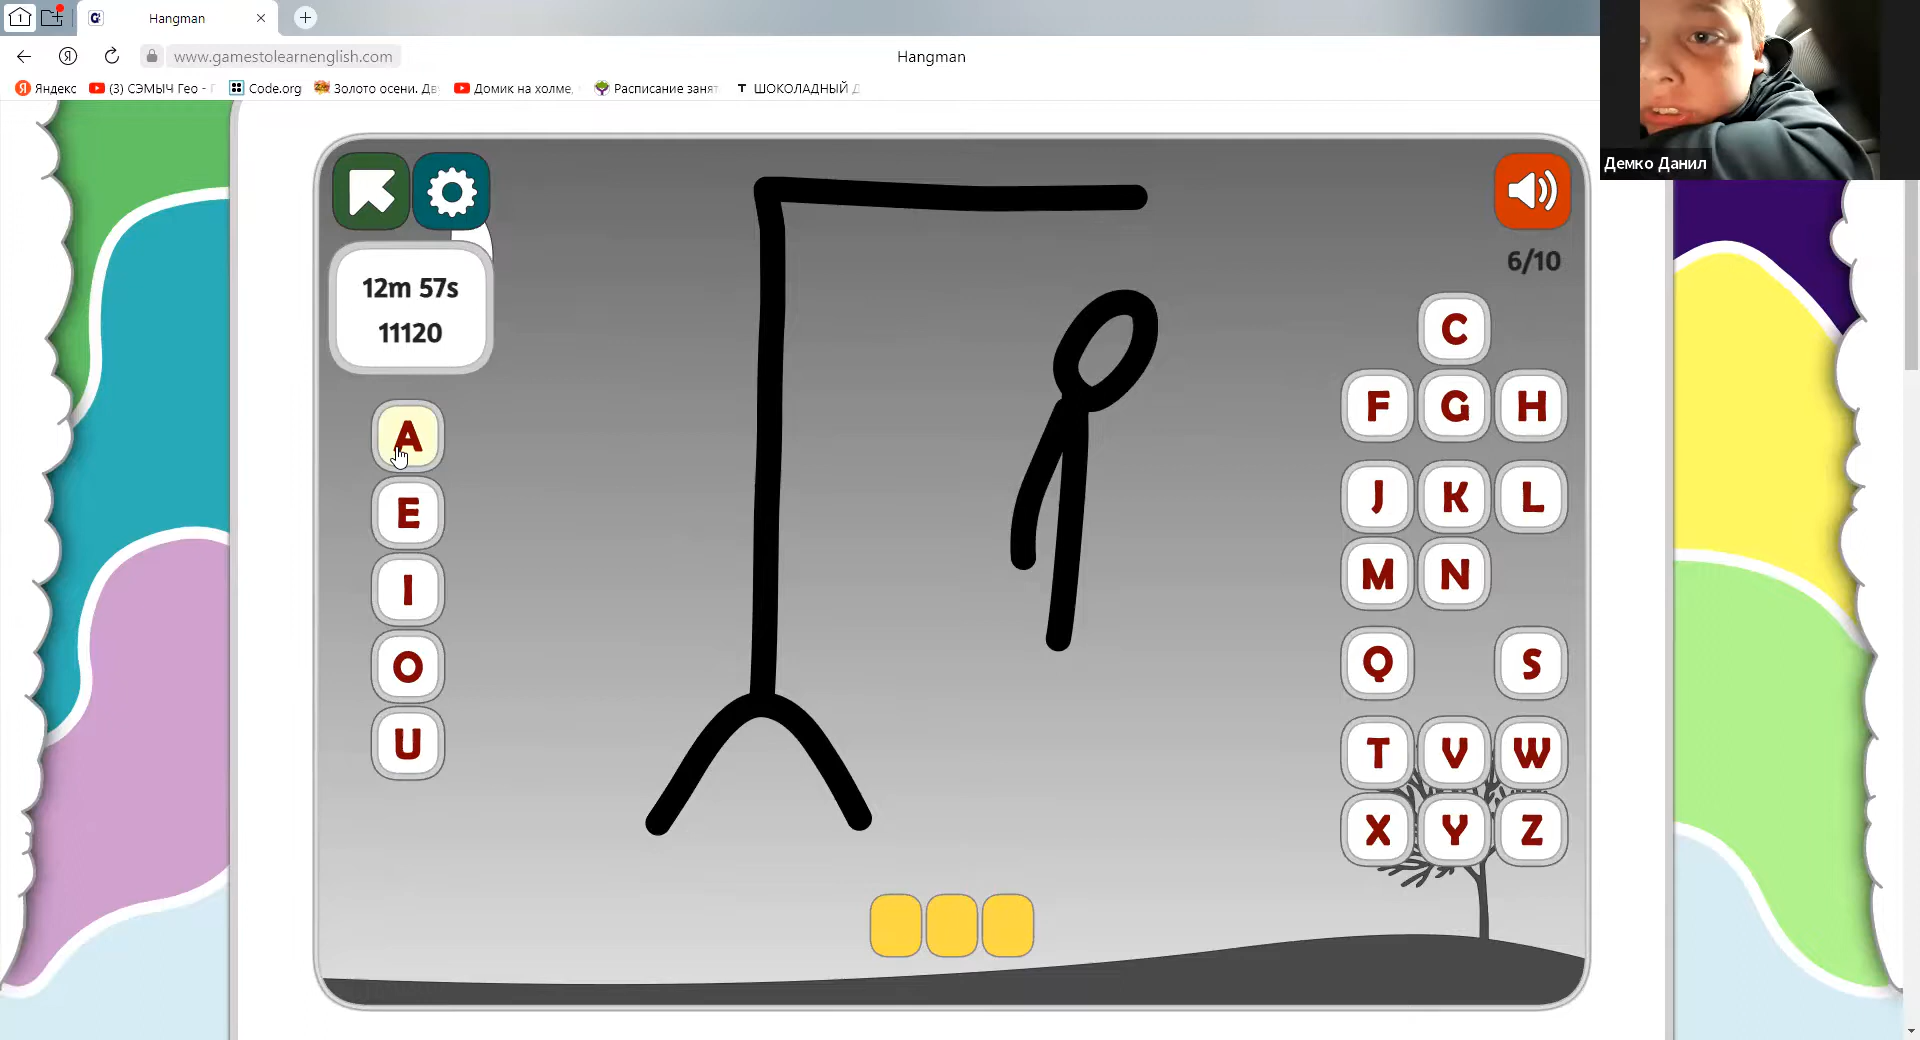 1
Hangman
www.gamestolearnenglish.com
Hangman
Яндекс
(3) СЭМЫЧ Гео - Г
Code.org
Золото осени. Дв
Домик на холме,
Расписание занят
ШОКОЛАДНЫЙ Д
Демко Данил
12m 57s
11120
6/10
A
E
I
O
U
C
F G H
J K L
M N
Q S
T V W
X Y Z